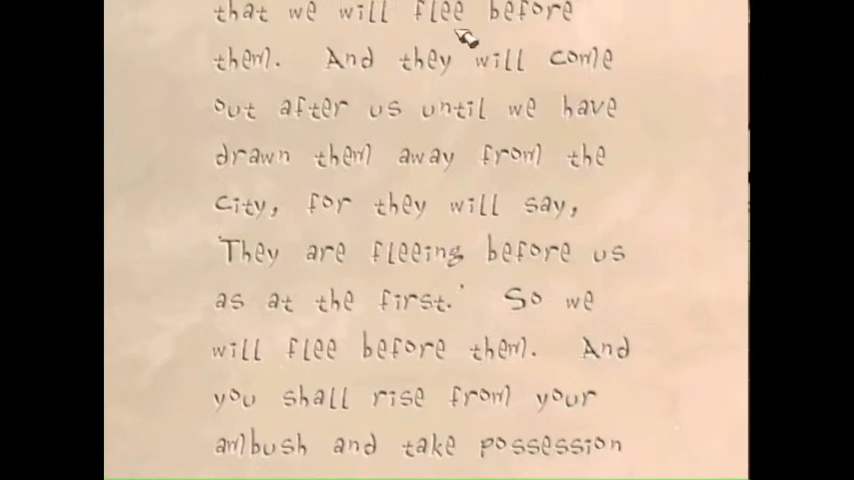 that we will flee before
them. And they will come
out after us until we have
drawn them away from the
city, for they will say,
'They are fleeing before us
as at the first.' So we
will flee before them. And
you shall rise from your
ambush and take possession